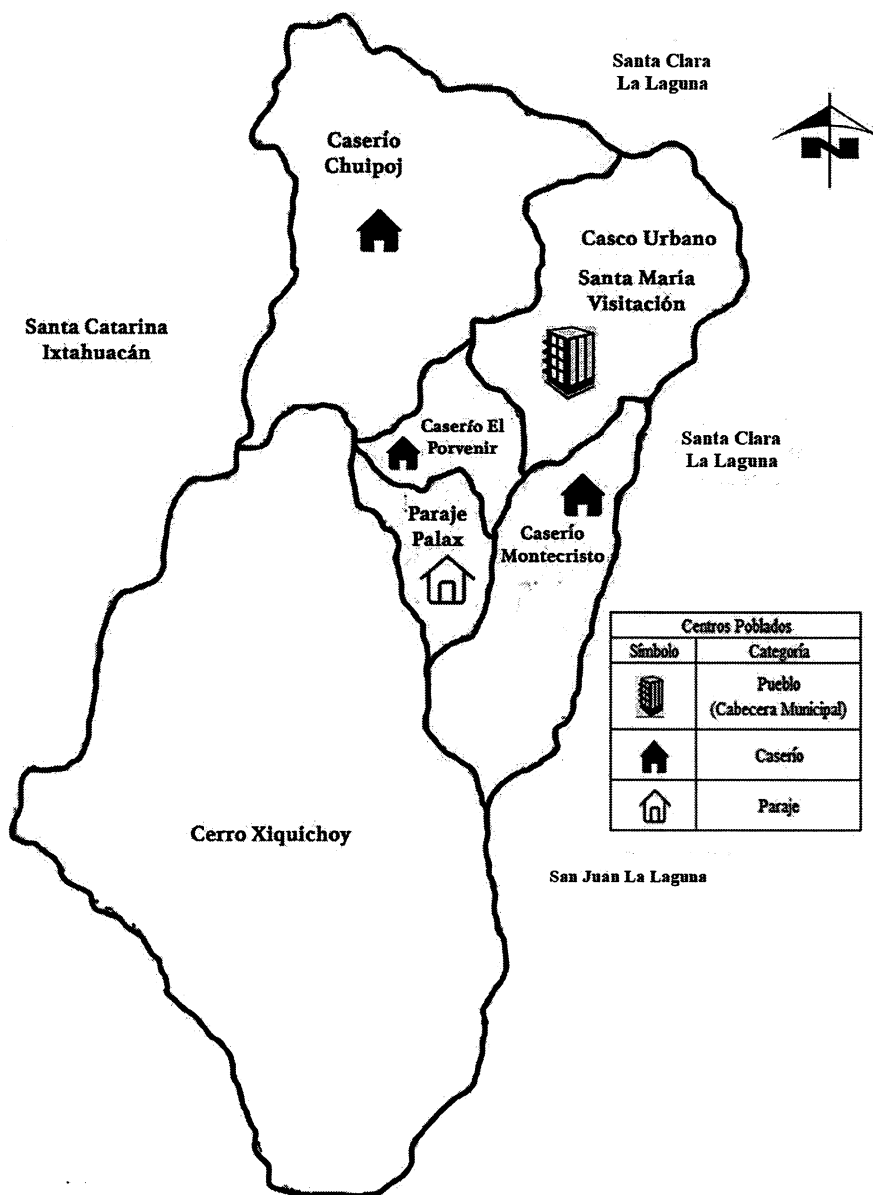 Santa Clara
La Laguna
N
Caserío
Chuipoj
Casco Urbano
Santa María
Visitación
Santa Catarina
Ixtahuacán
Caserío El
Porvenir
Santa Clara
La Laguna
Paraje
Palax
Caserío
Montecristo
Centros Poblados
Símbolo Categoría
Pueblo
(Cabecera Municipal)
Caserío
Paraje
Cerro Xiquichoy
San Juan La Laguna